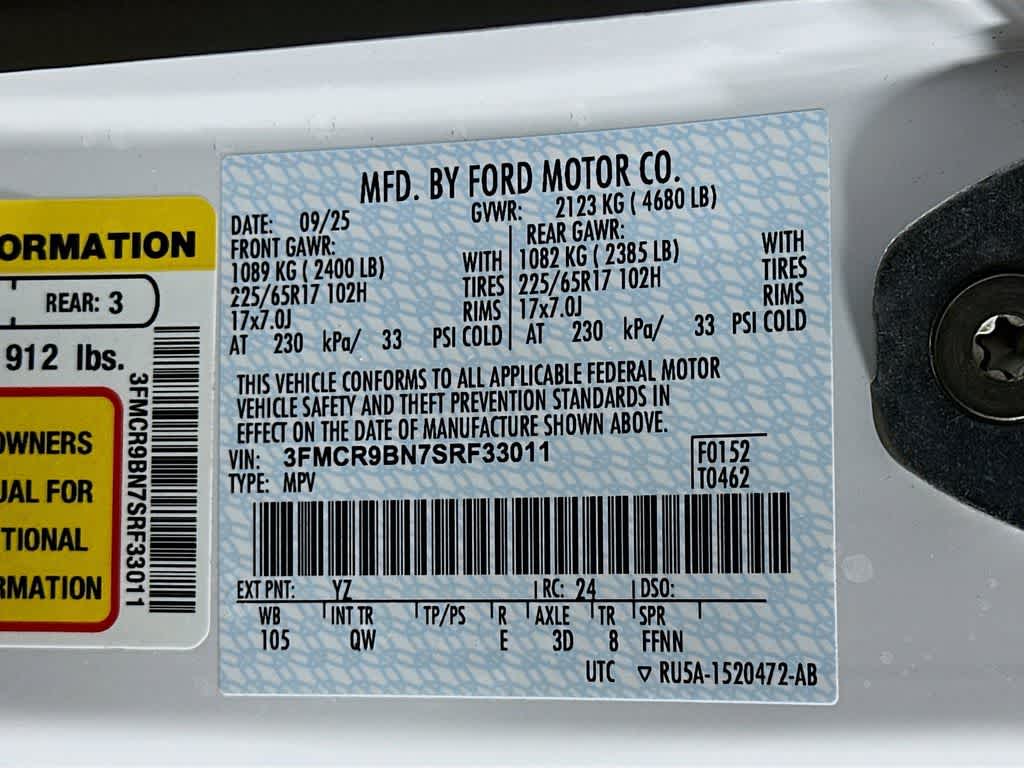 ORMATION
REAR: 3
912 lbs.
3FMCR9BN7SRF33011
OWNERS
UAL FOR
TIONAL
RMATION
MFD. BY FORD MOTOR CO.
DATE: 09/25 GVWR: 2123 KG ( 4680 LB)
FRONT GAWR: REAR GAWR:
1089 KG ( 2400 LB) WITH 1082 KG ( 2385 LB) WITH
225/65R17 102H TIRES 225/65R17 102H TIRES
17x7.0J RIMS 17x7.0J RIMS
AT 230 kPa/ 33 PSI COLD AT 230 kPa/ 33 PSI COLD
THIS VEHICLE CONFORMS TO ALL APPLICABLE FEDERAL MOTOR
VEHICLE SAFETY AND THEFT PREVENTION STANDARDS IN
EFFECT ON THE DATE OF MANUFACTURE SHOWN ABOVE.
VIN: 3FMCR9BN7SRF33011 F0152
TYPE: MPV T0462
EXT PNT: YZ RC: 24 DSO:
WB INT TR TP/PS R AXLE TR SPR
105 QW E 3D 8 FFNN
UTC ▽ RU5A-1520472-AB